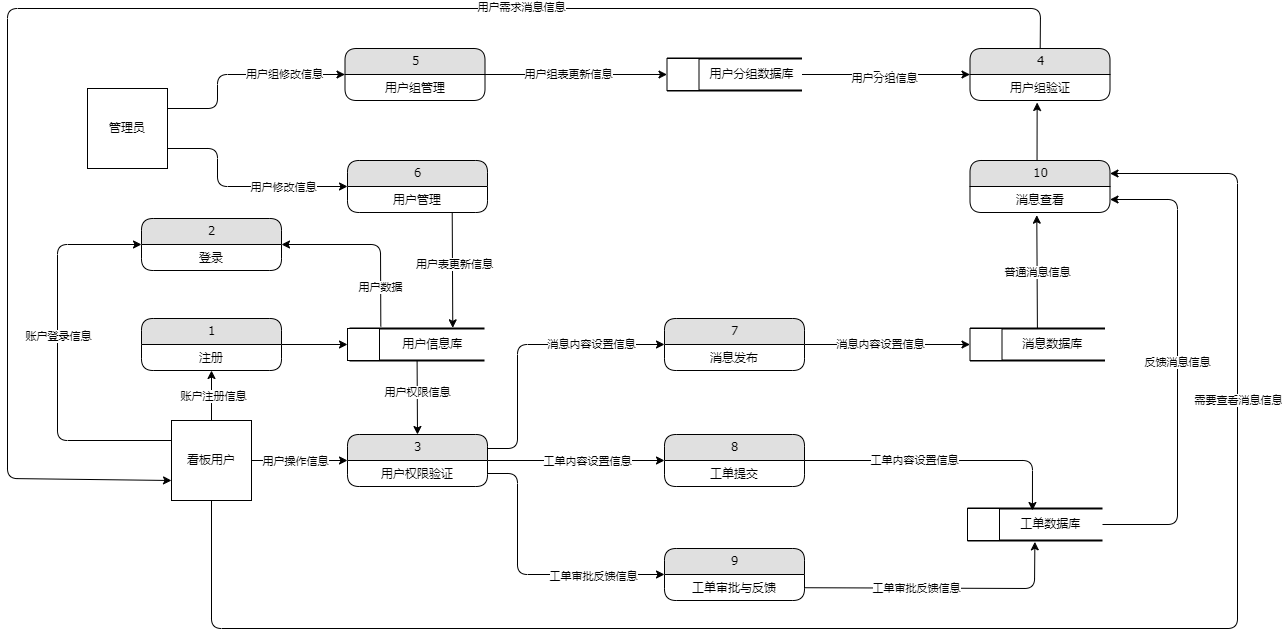 用户需求消息信息
5
用户组修改信息
用户组管理
用户组表更新信息
用户分组数据库
用户分组信息
4
用户组验证
管理员
6
用户修改信息
用户管理
10
消息查看
2
登录
用户表更新信息
用户数据
普通消息信息
账户登录信息
1
注册
用户信息库
消息内容设置信息
7
消息发布
消息内容设置信息
消息数据库
反馈消息信息
账户注册信息
用户权限信息
需要查看消息信息
看板用户
用户操作信息
3
用户权限验证
工单内容设置信息
8
工单提交
工单内容设置信息
工单数据库
9
工单审批反馈信息
工单审批与反馈
工单审批反馈信息